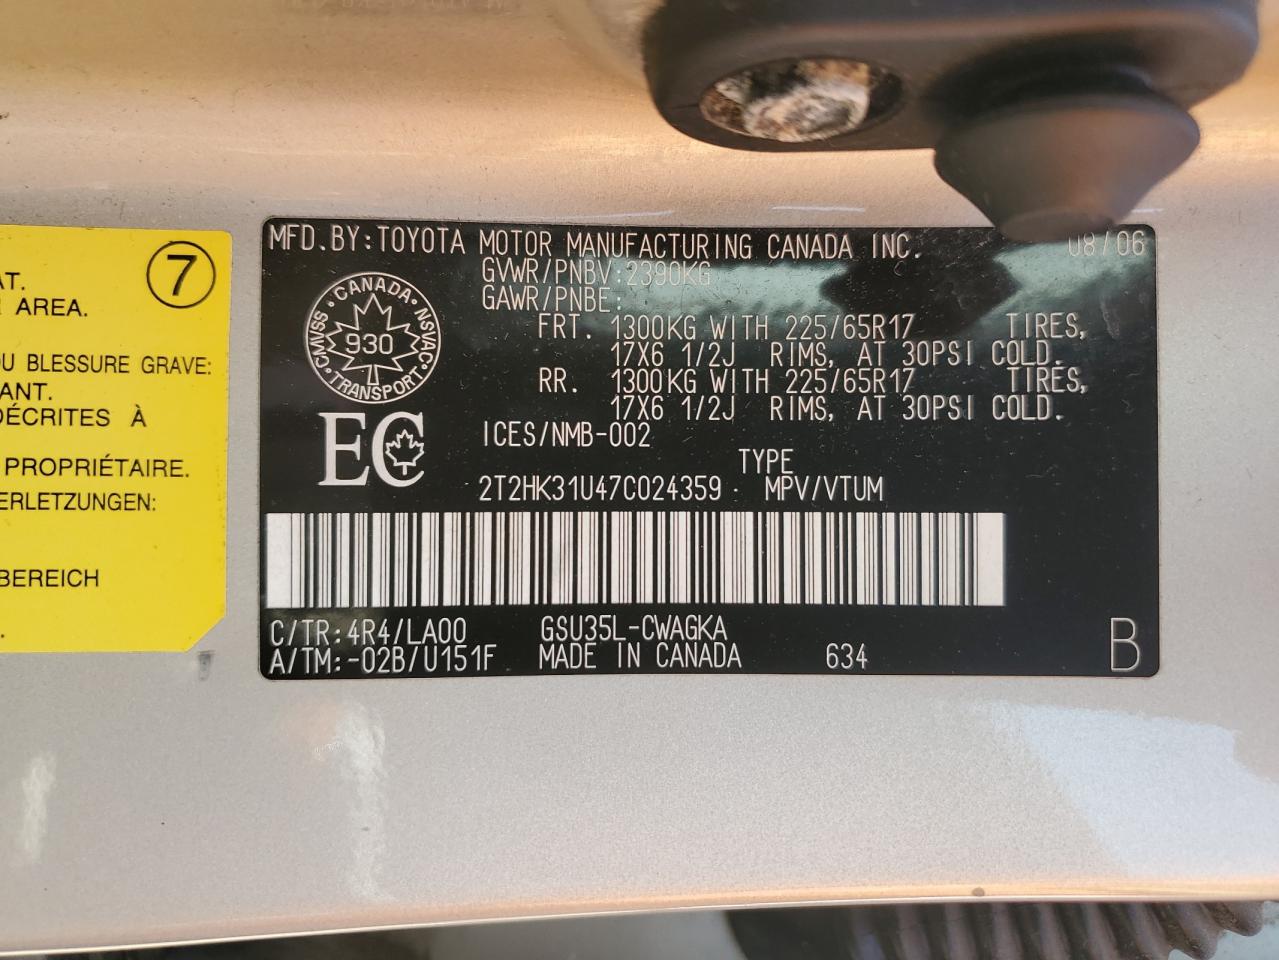 AT.
AREA.
7
OU BLESSURE GRAVE:
ANT.
DÉCRITES À
PROPRIÉTAIRE.
ERLETZUNGEN:
BEREICH
MFD.BY:TOYOTA MOTOR MANUFACTURING CANADA INC. 08/06
GVWR/PNBV:2390KG
GAWR/PNBE:
FRT. 1300KG WITH 225/65R17 TIRES,
17X6 1/2J RIMS, AT 30PSI COLD.
RR. 1300KG WITH 225/65R17 TIRES,
17X6 1/2J RIMS, AT 30PSI COLD.
CANADA
CMVSS 930 NSVAC
TRANSPORT
EC
ICES/NMB-002
TYPE
2T2HK31U47C024359 MPV/VTUM
C/TR:4R4/LA00 GSU35L-CWAGKA
A/TM:-02B/U151F MADE IN CANADA 634
B